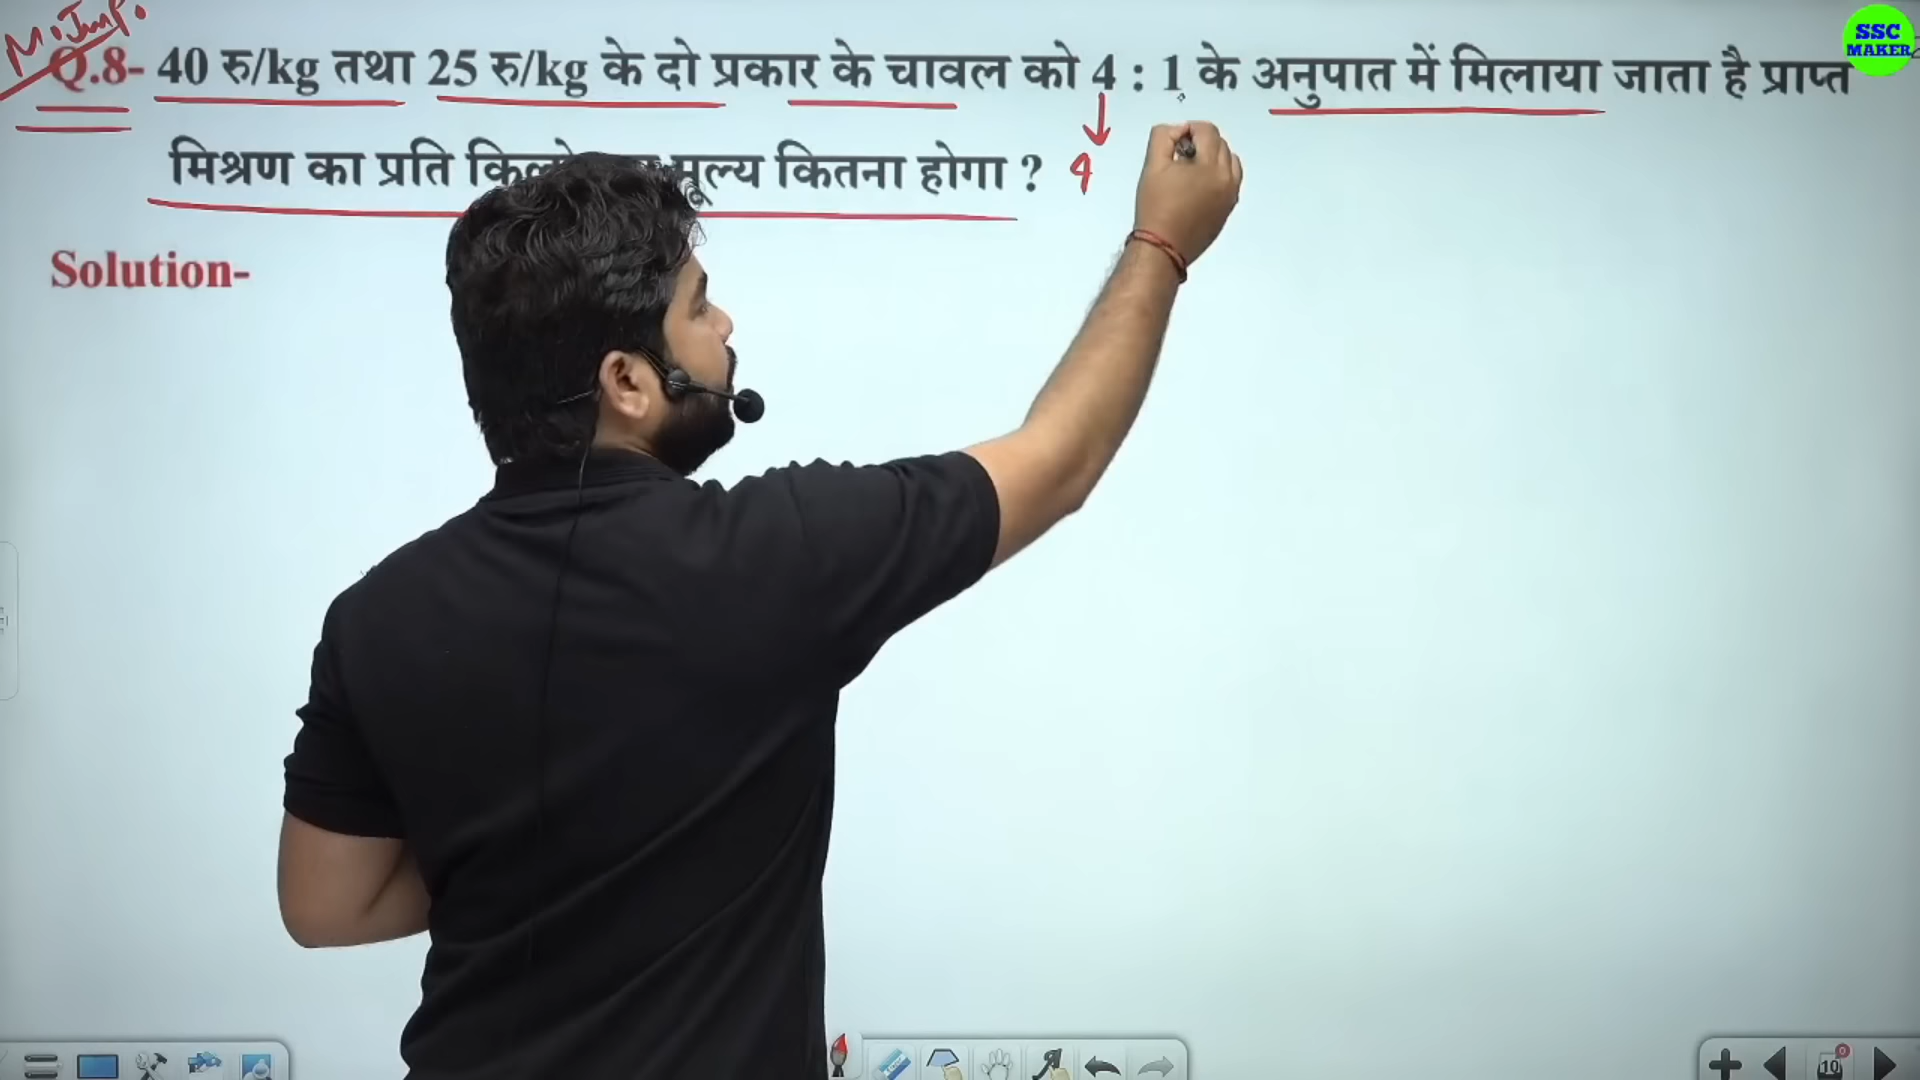 M. Imp.
Q.8- 40 रु/kg तथा 25 रु/kg के दो प्रकार के चावल को 4 : 1 के अनुपात में मिलाया जाता है प्राप्त
मिश्रण का प्रति मूल्य कितना होगा ?
4
Solution-
SSC
MAKER
10